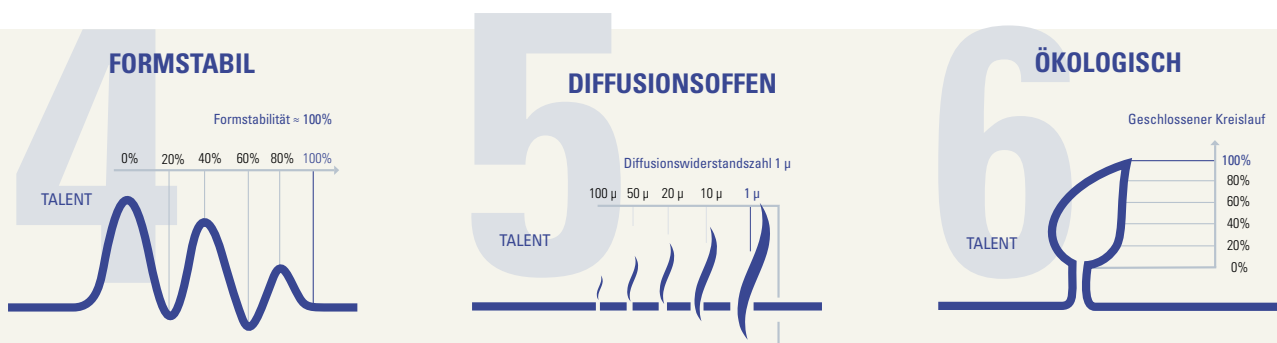 4
FORMSTABIL
Formstabilität ≈ 100%
0% 20% 40% 60% 80% 100%
TALENT
5
DIFFUSIONSOFFEN
Diffusionswiderstandszahl 1 µ
100 µ 50 µ 20 µ 10 µ 1 µ
TALENT
6
ÖKOLOGISCH
Geschlossener Kreislauf
100%
80%
60%
40%
20%
0%
TALENT